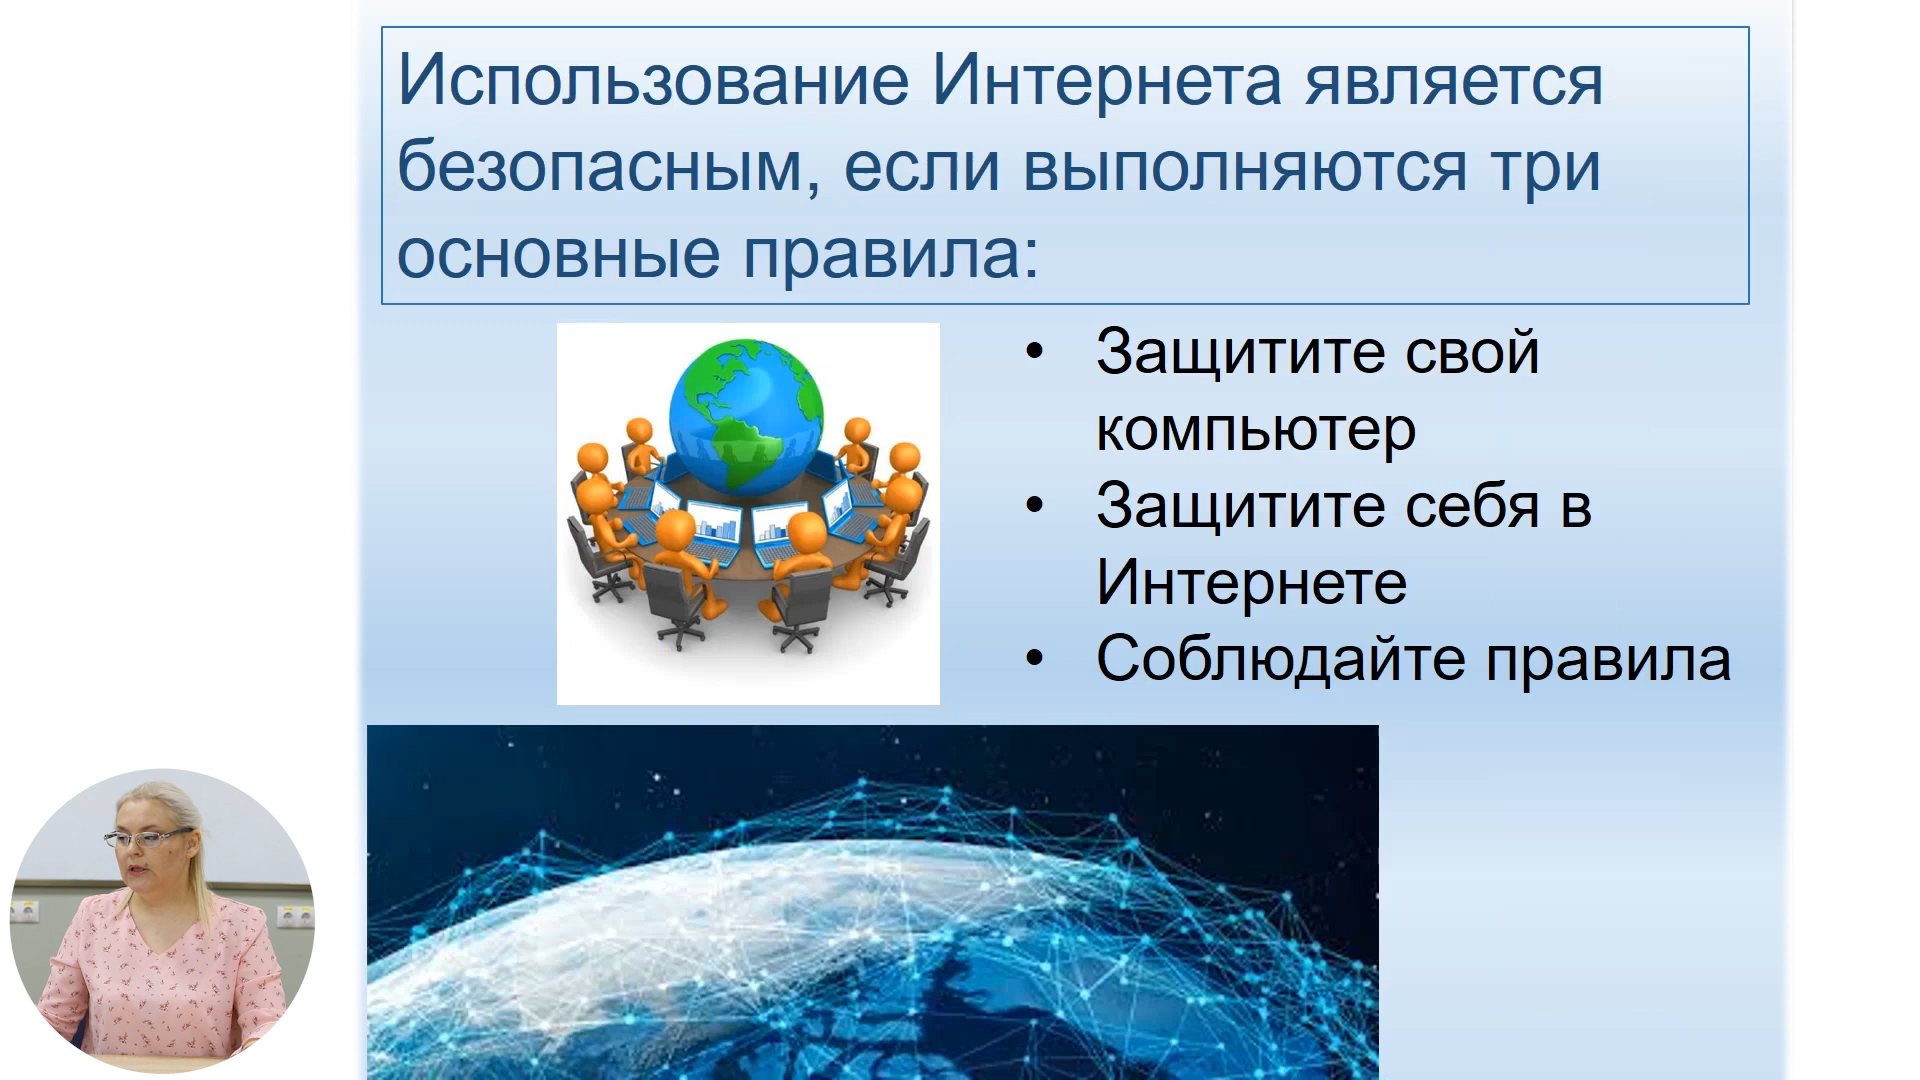 Использование Интернета является
безопасным, если выполняются три
основные правила:
• Защитите свой
компьютер
• Защитите себя в
Интернете
• Соблюдайте правила